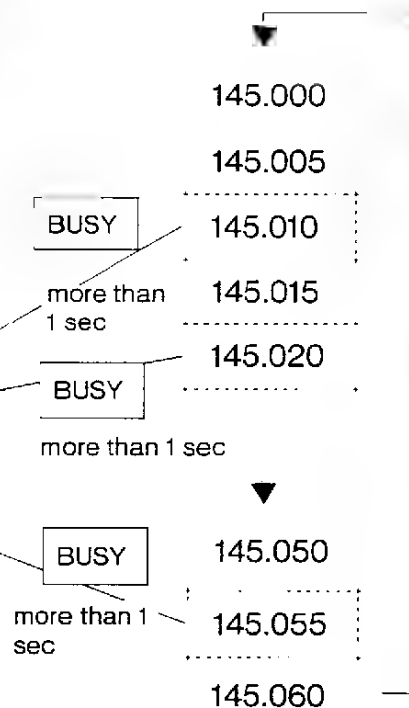 145.000
145.005
BUSY
145.010
more than
1 sec
145.015
145.020
BUSY
more than 1 sec
BUSY
145.050
more than 1
sec
145.055
145.060